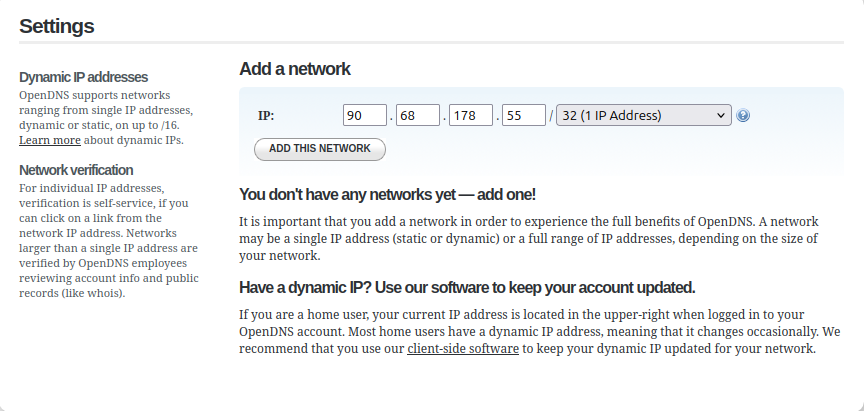 Settings
Dynamic IP addresses
OpenDNS supports networks
ranging from single IP addresses,
dynamic or static, on up to /16.
Learn more about dynamic IPs.
Network verification
For individual IP addresses,
verification is self-service, if you
can click on a link from the
network IP address. Networks
larger than a single IP address are
verified by OpenDNS employees
reviewing account info and public
records (like whois).
Add a network
IP: 90 . 68 . 178 . 55 / 32 (1 IP Address) ?
ADD THIS NETWORK
You don't have any networks yet — add one!
It is important that you add a network in order to experience the full benefits of OpenDNS. A network
may be a single IP address (static or dynamic) or a full range of IP addresses, depending on the size of
your network.
Have a dynamic IP? Use our software to keep your account updated.
If you are a home user, your current IP address is located in the upper-right when logged in to your
OpenDNS account. Most home users have a dynamic IP address, meaning that it changes occasionally. We
recommend that you use our client-side software to keep your dynamic IP updated for your network.